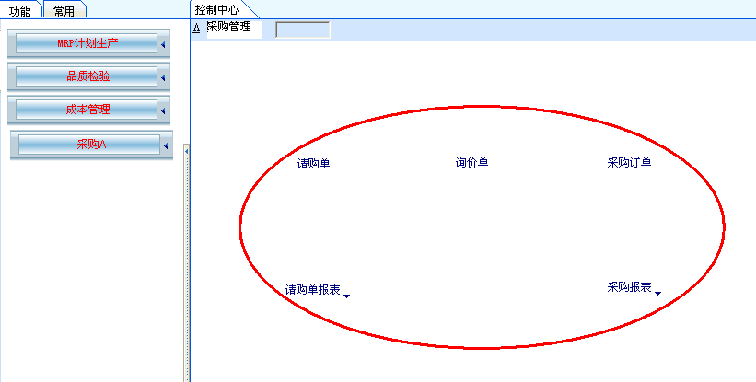 功能 常用
MRP计划生产
品质检验
成本管理
采购A
控制中心
A 采购管理
请购单 询价单 采购订单
请购单报表 采购报表